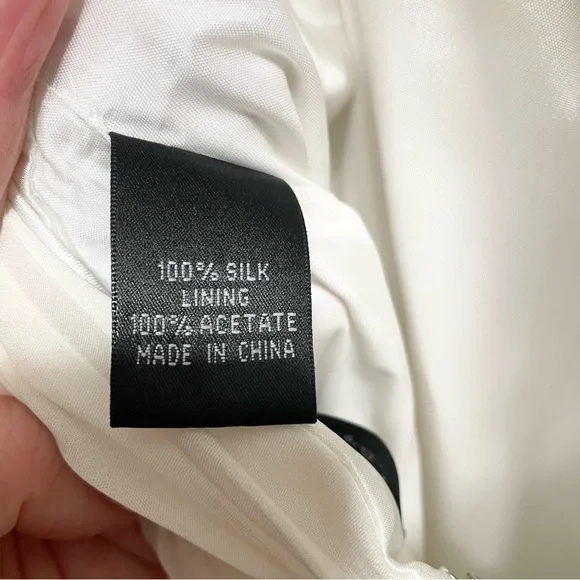 100% SILK
LINING
100% ACETATE
MADE IN CHINA